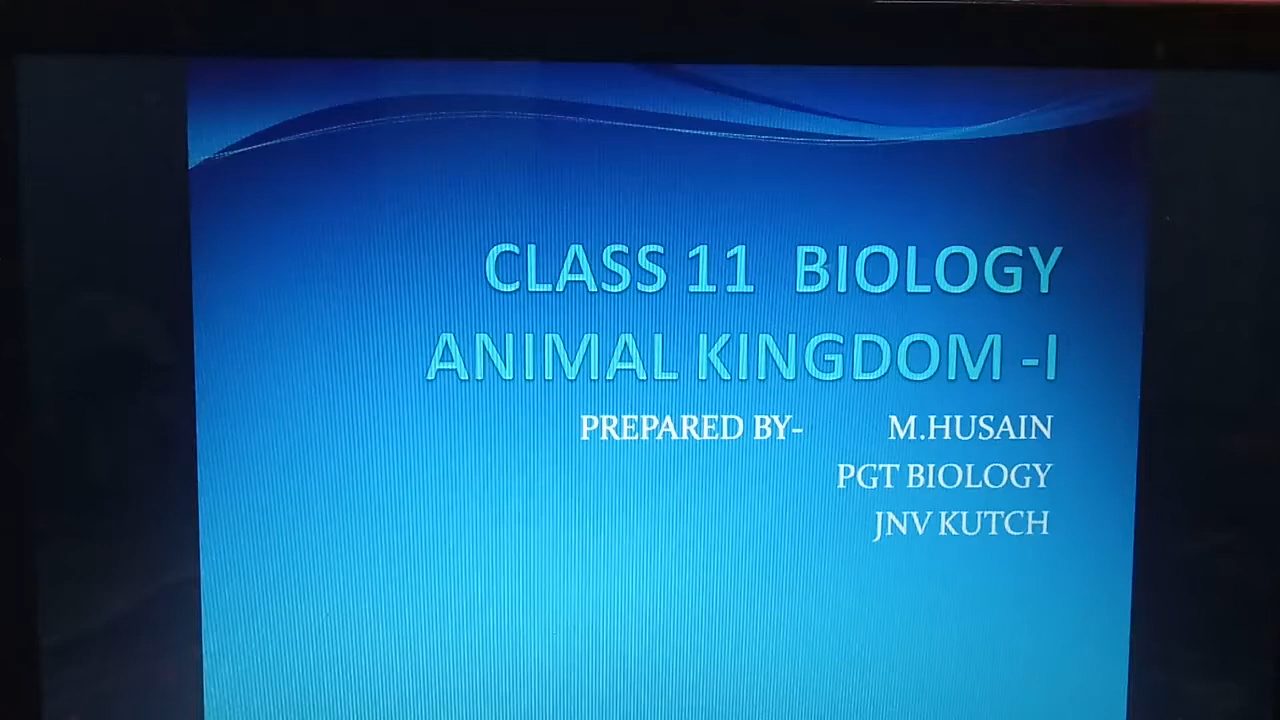 CLASS 11 BIOLOGY
ANIMAL KINGDOM -I
PREPARED BY- M.HUSAIN
PGT BIOLOGY
JNV KUTCH